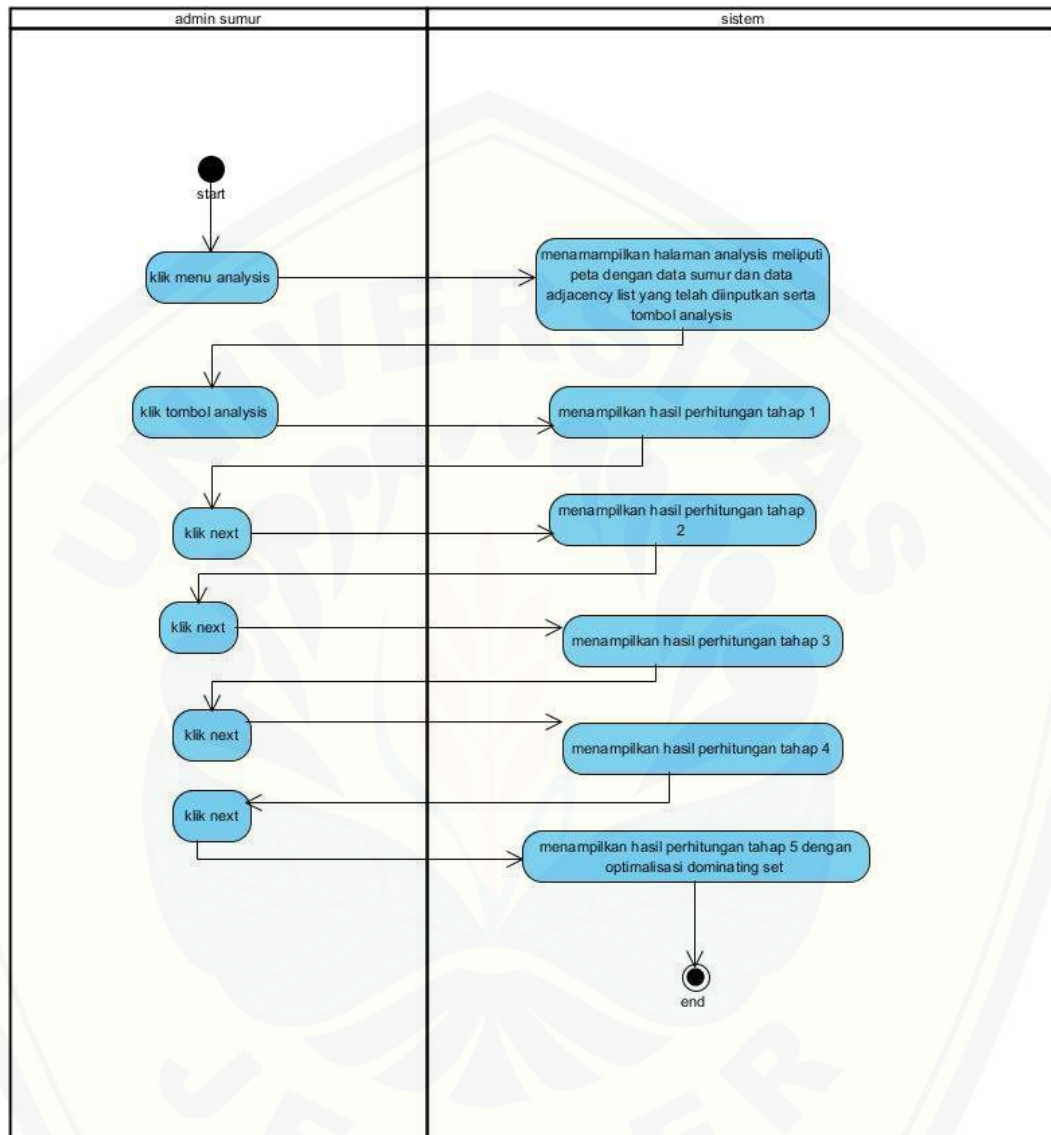 admin sumur
sistem
start
klik menu analysis
menamampilkan halaman analysis meliputi
peta dengan data sumur dan data
adjacency list yang telah diinputkan serta
tombol analysis
klik tombol analysis
menampilkan hasil perhitungan tahap 1
klik next
menampilkan hasil perhitungan tahap
2
klik next
menampilkan hasil perhitungan tahap 3
klik next
menampilkan hasil perhitungan tahap 4
klik next
menampilkan hasil perhitungan tahap 5 dengan
optimalisasi dominating set
end
UNIVERSITAS